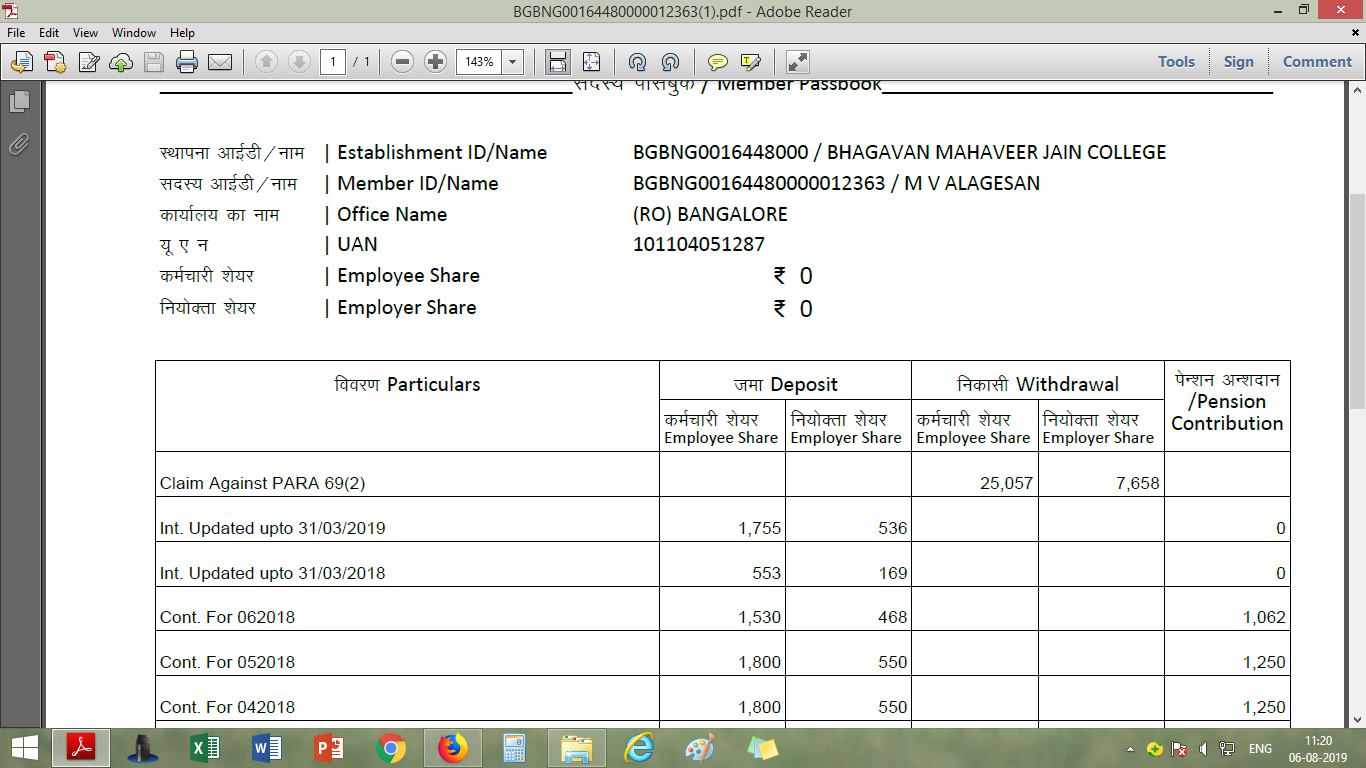 BGBNG00164480000012363(1).pdf - Adobe Reader
File Edit View Window Help
1 / 1 143% Tools Sign Comment
सदस्य पासबुक / Member Passbook
स्थापना आईडी/नाम | Establishment ID/Name BGBNG0016448000 / BHAGAVAN MAHAVEER JAIN COLLEGE
सदस्य आईडी/नाम | Member ID/Name BGBNG00164480000012363 / M V ALAGESAN
कार्यालय का नाम | Office Name (RO) BANGALORE
यू ए न | UAN 101104051287
कर्मचारी शेयर | Employee Share ₹ 0
नियोक्ता शेयर | Employer Share ₹ 0
विवरण Particulars जमा Deposit निकासी Withdrawal पेन्शन अन्शदान
/Pension
Contribution
कर्मचारी शेयर नियोक्ता शेयर कर्मचारी शेयर नियोक्ता शेयर
Employee Share Employer Share Employee Share Employer Share
Claim Against PARA 69(2) 25,057 7,658
Int. Updated upto 31/03/2019 1,755 536 0
Int. Updated upto 31/03/2018 553 169 0
Cont. For 062018 1,530 468 1,062
Cont. For 052018 1,800 550 1,250
Cont. For 042018 1,800 550 1,250
ENG 11:20
06-08-2019